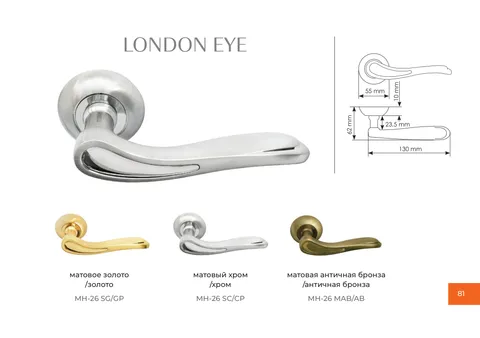 LONDON EYE
55 mm
10 mm
62 mm
23,5 mm
130 mm
матовое золото
/золото
MH-26 SG/GP
матовый хром
/хром
MH-26 SC/CP
матовая античная бронза
/античная бронза
MH-26 MAB/AB
81